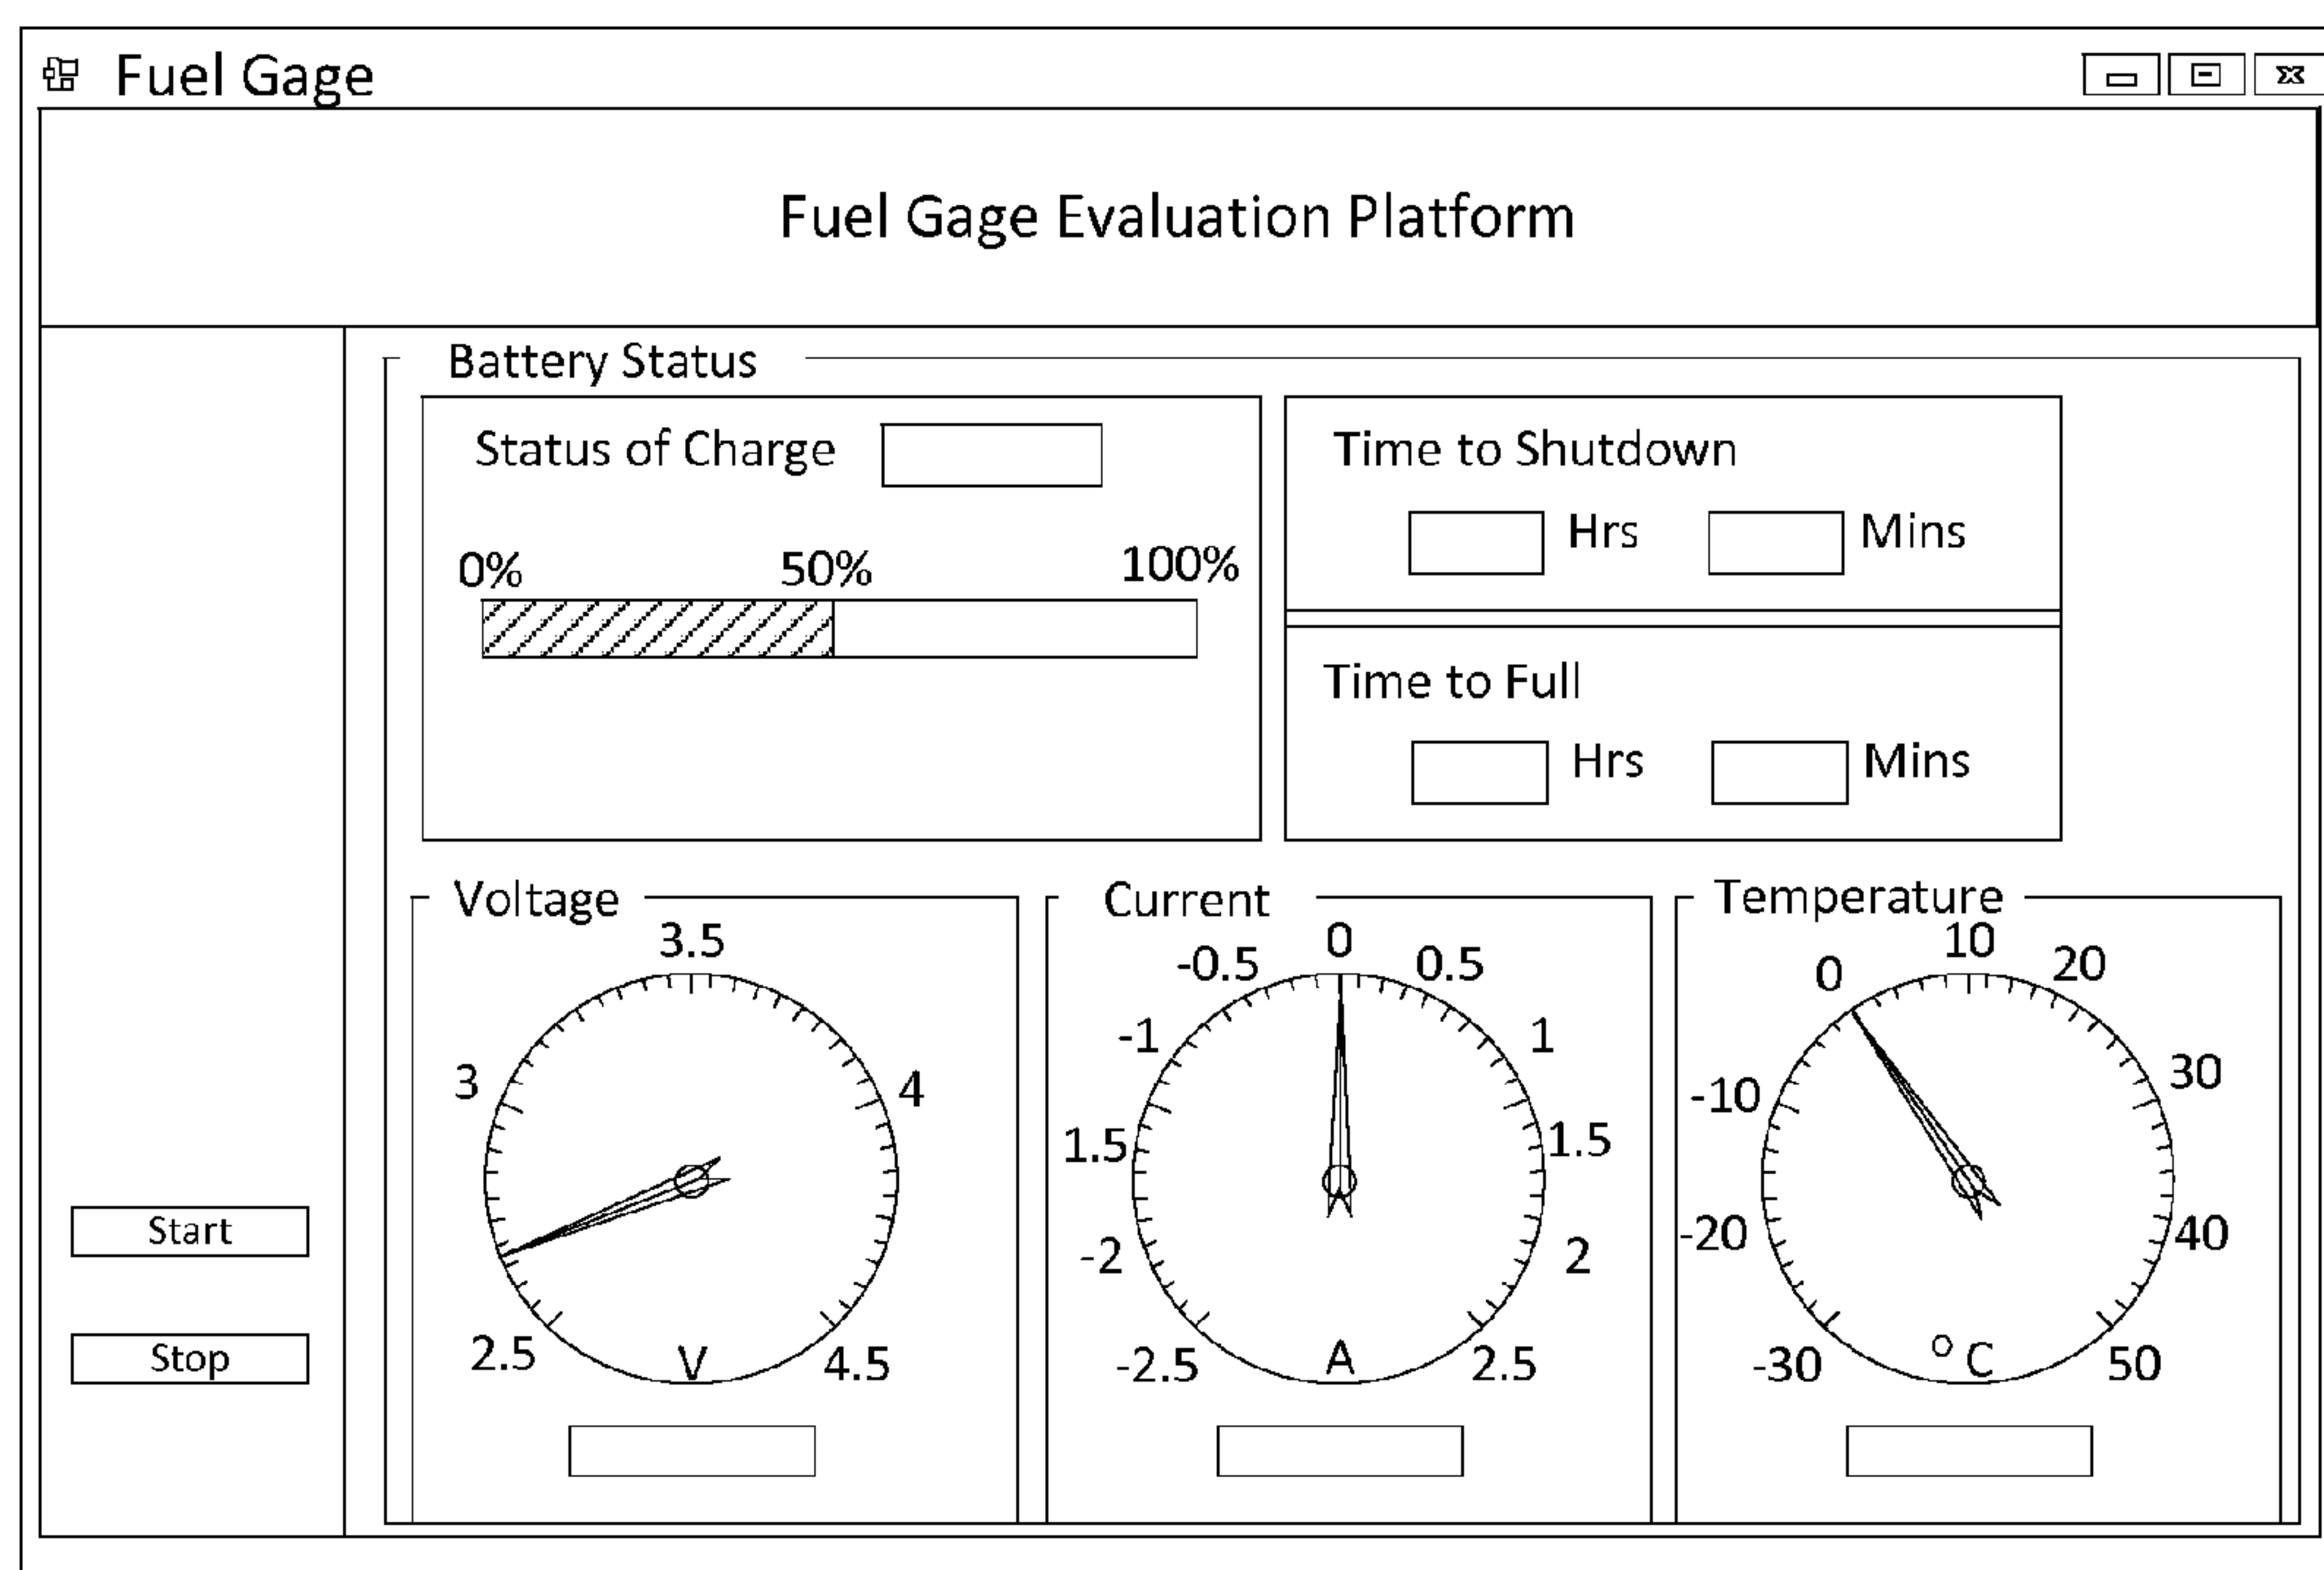 Fuel Gage
Fuel Gage Evaluation Platform
Battery Status
Status of Charge
0% 50% 100%
Time to Shutdown
Hrs Mins
Time to Full
Hrs Mins
Start
Stop
Voltage
3.5
3 4
2.5 V 4.5
Current
-0.5 0 0.5
-1 1
1.5 1.5
-2 2
-2.5 A 2.5
Temperature
0 10 20
-10 30
-20 40
-30 °C 50